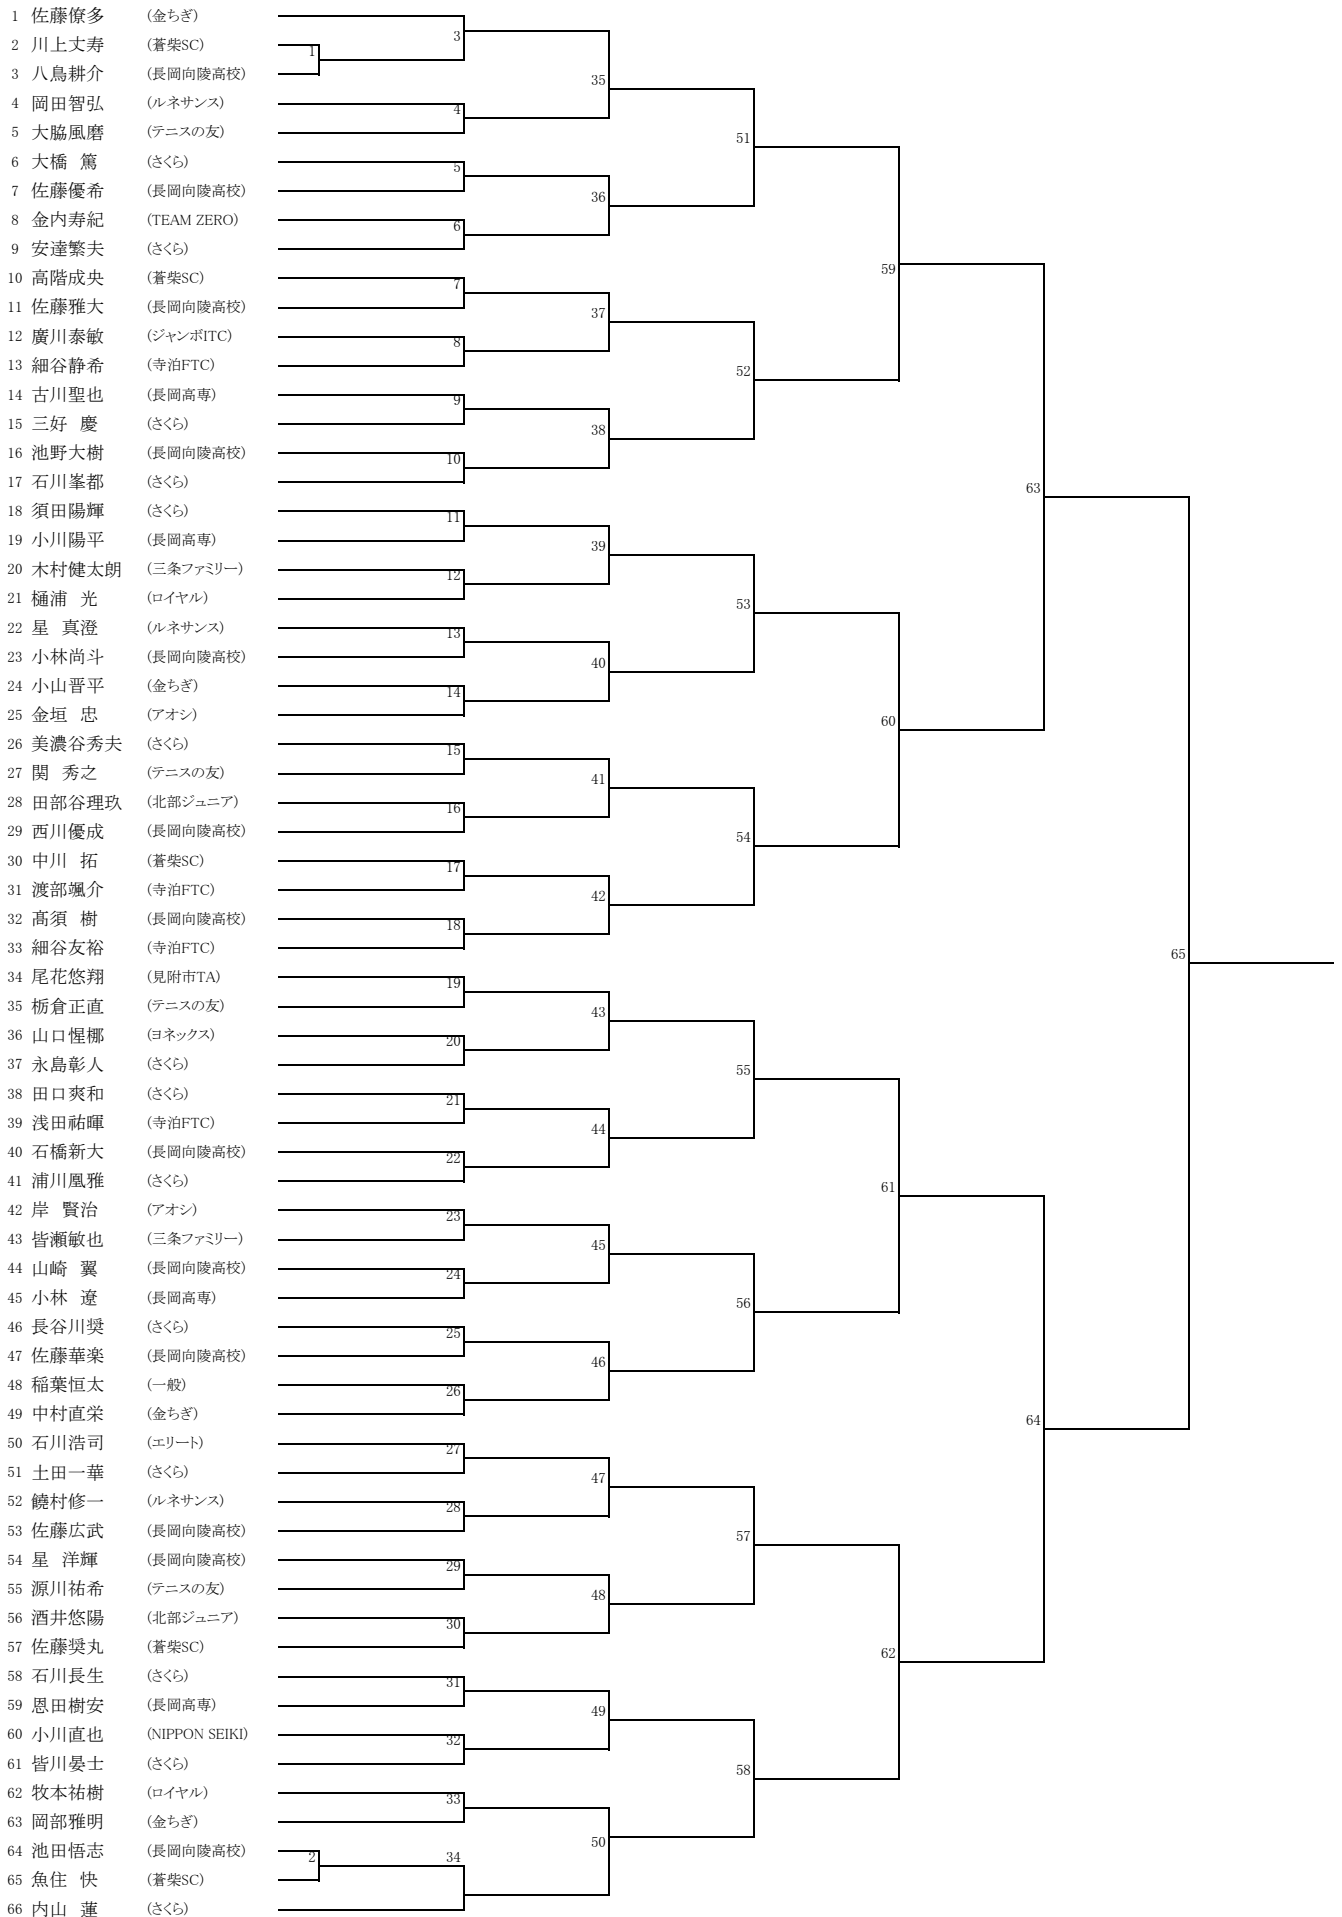 1 佐藤僚多 (金ちぎ)
2 川上丈寿 (蒼柴SC)
3 八鳥耕介 (長岡向陵高校)
4 岡田智弘 (ルネサンス)
5 大脇風磨 (テニスの友)
6 大橋 篤 (さくら)
7 佐藤優希 (長岡向陵高校)
8 金内寿紀 (TEAM ZERO)
9 安達繁夫 (さくら)
10 高階成央 (蒼柴SC)
11 佐藤雅大 (長岡向陵高校)
12 廣川泰敏 (ジャンボITC)
13 細谷静希 (寺泊FTC)
14 古川聖也 (長岡高専)
15 三好 慶 (さくら)
16 池野大樹 (長岡向陵高校)
17 石川峯都 (さくら)
18 須田陽輝 (さくら)
19 小川陽平 (長岡高専)
20 木村健太朗 (三条ファミリー)
21 樋浦 光 (ロイヤル)
22 星 真澄 (ルネサンス)
23 小林尚斗 (長岡向陵高校)
24 小山晋平 (金ちぎ)
25 金垣 忠 (アオシ)
26 美濃谷秀夫 (さくら)
27 関 秀之 (テニスの友)
28 田部谷理玖 (北部ジュニア)
29 西川優成 (長岡向陵高校)
30 中川 拓 (蒼柴SC)
31 渡部颯介 (寺泊FTC)
32 髙須 樹 (長岡向陵高校)
33 細谷友裕 (寺泊FTC)
34 尾花悠翔 (見附市TA)
35 栃倉正直 (テニスの友)
36 山口惺梛 (ヨネックス)
37 永島彰人 (さくら)
38 田口爽和 (さくら)
39 浅田祐暉 (寺泊FTC)
40 石橋新大 (長岡向陵高校)
41 浦川凰雅 (さくら)
42 岸 賢治 (アオシ)
43 皆瀬敏也 (三条ファミリー)
44 山崎 翼 (長岡向陵高校)
45 小林 遼 (長岡高専)
46 長谷川奨 (さくら)
47 佐藤華楽 (長岡向陵高校)
48 稲葉恒太 (一般)
49 中村直栄 (金ちぎ)
50 石川浩司 (エリート)
51 土田一華 (さくら)
52 饒村修一 (ルネサンス)
53 佐藤広武 (長岡向陵高校)
54 星 洋輝 (長岡向陵高校)
55 源川祐希 (テニスの友)
56 酒井悠陽 (北部ジュニア)
57 佐藤奨丸 (蒼柴SC)
58 石川長生 (さくら)
59 恩田樹安 (長岡高専)
60 小川直也 (NIPPON SEIKI)
61 皆川晏士 (さくら)
62 牧本祐樹 (ロイヤル)
63 岡部雅明 (金ちぎ)
64 池田悟志 (長岡向陵高校)
65 魚住 快 (蒼柴SC)
66 内山 蓮 (さくら)
1
2
3
4
5
6
7
8
9
10
11
12
13
14
15
16
17
18
19
20
21
22
23
24
25
26
27
28
29
30
31
32
33
34
35
36
37
38
39
40
41
42
43
44
45
46
47
48
49
50
51
52
53
54
55
56
57
58
59
60
61
62
63
64
65